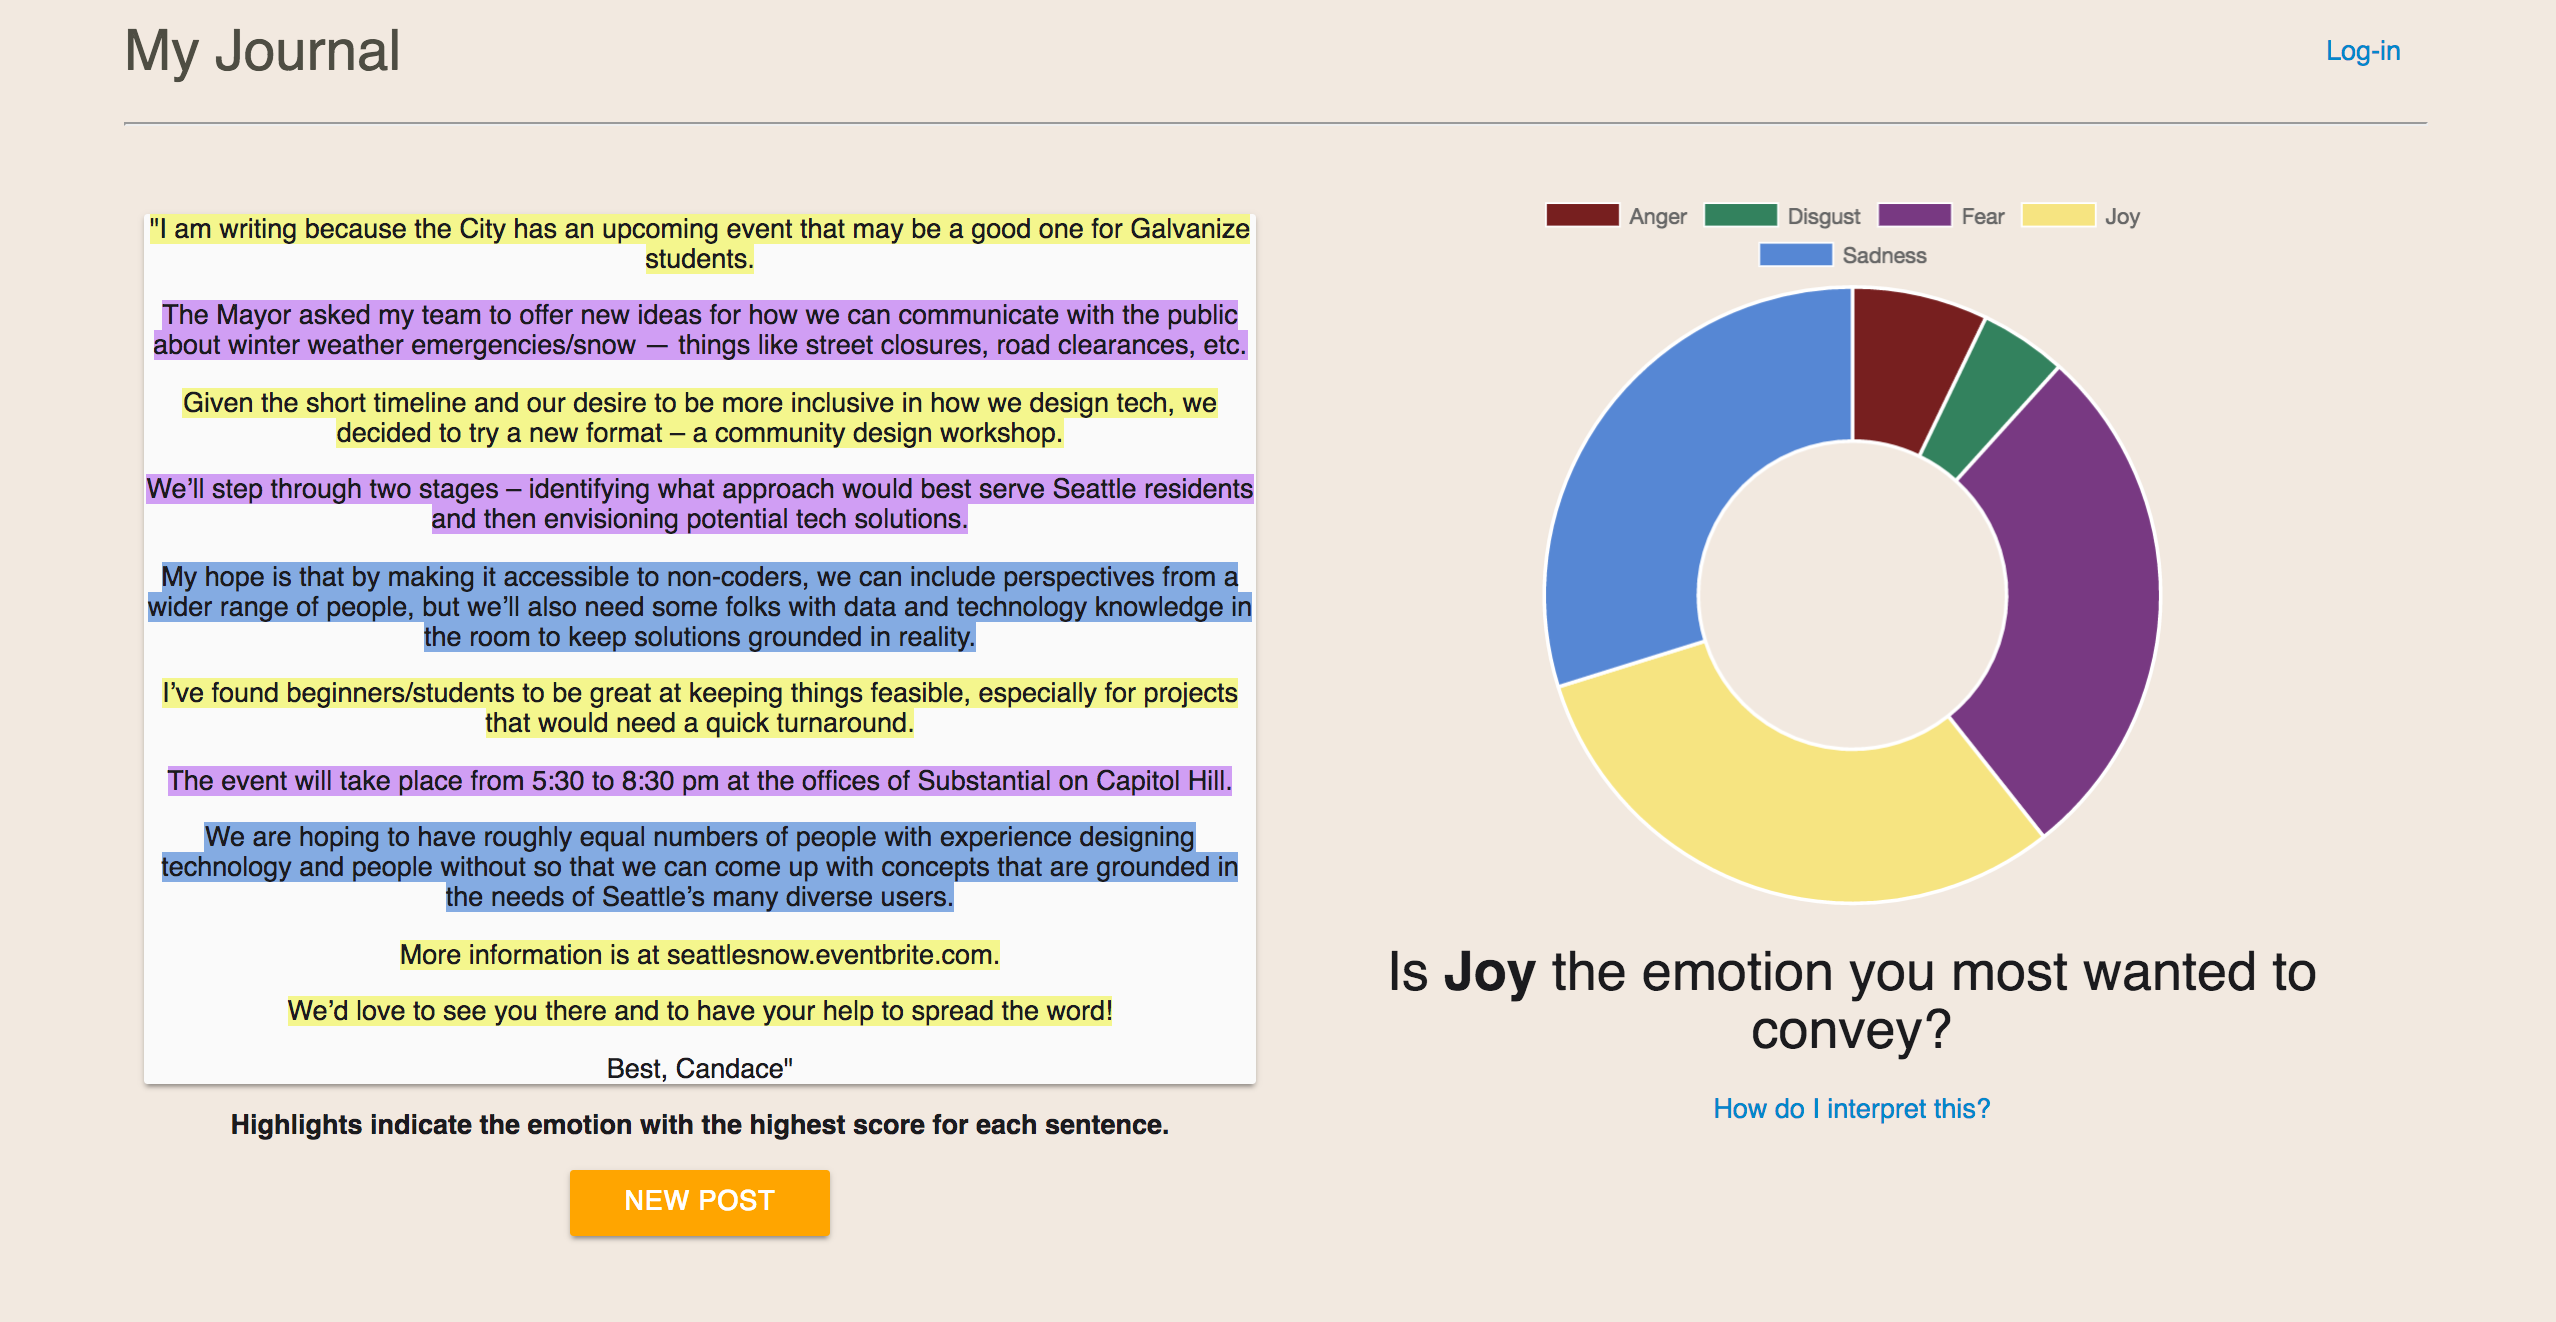 My Journal
Log-in
"I am writing because the City has an upcoming event that may be a good one for Galvanize
students.
The Mayor asked my team to offer new ideas for how we can communicate with the public
about winter weather emergencies/snow — things like street closures, road clearances, etc.
Given the short timeline and our desire to be more inclusive in how we design tech, we
decided to try a new format – a community design workshop.
We’ll step through two stages – identifying what approach would best serve Seattle residents
and then envisioning potential tech solutions.
My hope is that by making it accessible to non-coders, we can include perspectives from a
wider range of people, but we’ll also need some folks with data and technology knowledge in
the room to keep solutions grounded in reality.
I’ve found beginners/students to be great at keeping things feasible, especially for projects
that would need a quick turnaround.
The event will take place from 5:30 to 8:30 pm at the offices of Substantial on Capitol Hill.
We are hoping to have roughly equal numbers of people with experience designing
technology and people without so that we can come up with concepts that are grounded in
the needs of Seattle’s many diverse users.
More information is at seattlesnow.eventbrite.com.
We’d love to see you there and to have your help to spread the word!
Best, Candace"
Highlights indicate the emotion with the highest score for each sentence.
NEW POST
Anger Disgust Fear Joy
Sadness
Is Joy the emotion you most wanted to
convey?
How do I interpret this?